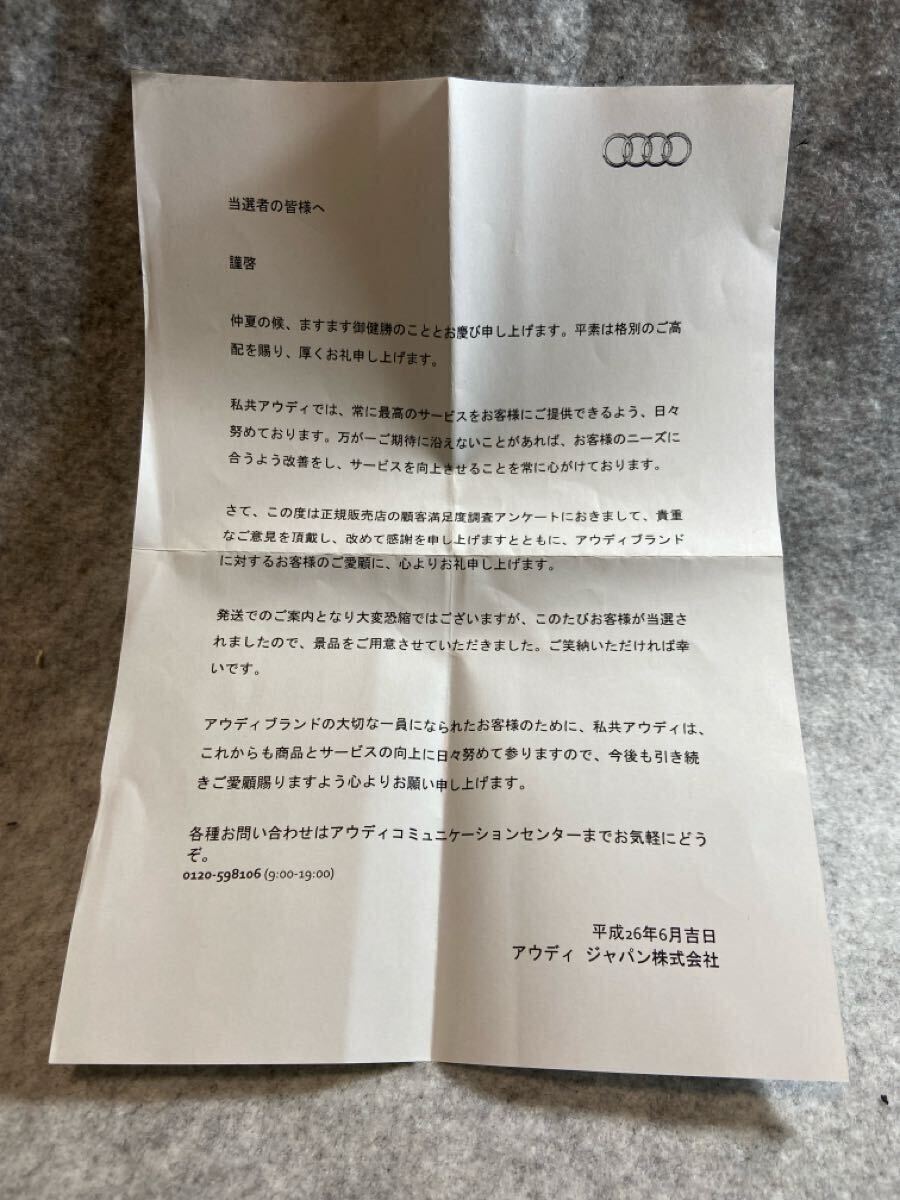 当選者の皆様へ
謹啓
仲夏の候、ますます御健勝のこととお慶び申し上げます。平素は格別のご高
配を賜り、厚くお礼申し上げます。
私共アウディでは、常に最高のサービスをお客様にご提供できるよう、日々
努めております。万が一ご期待に沿えないことがあれば、お客様のニーズに
合うよう改善をし、サービスを向上させることを常に心がけております。
さて、この度は正規販売店の顧客満足度調査アンケートにおきまして、貴重
なご意見を頂戴し、改めて感謝を申し上げますとともに、アウディブランド
に対するお客様のご愛顧に、心よりお礼申し上げます。
発送でのご案内となり大変恐縮ではございますが、このたびお客様が当選さ
れましたので、景品をご用意させていただきました。ご笑納いただければ幸
いです。
アウディブランドの大切な一員になられたお客様のために、私共アウディは、
これからも商品とサービスの向上に日々努めて参りますので、今後も引き続
きご愛顧賜りますよう心よりお願い申し上げます。
各種お問い合わせはアウディコミュニケーションセンターまでお気軽にどう
ぞ。
0120-598106 (9:00-19:00)
平成26年6月吉日
アウディ ジャパン株式会社